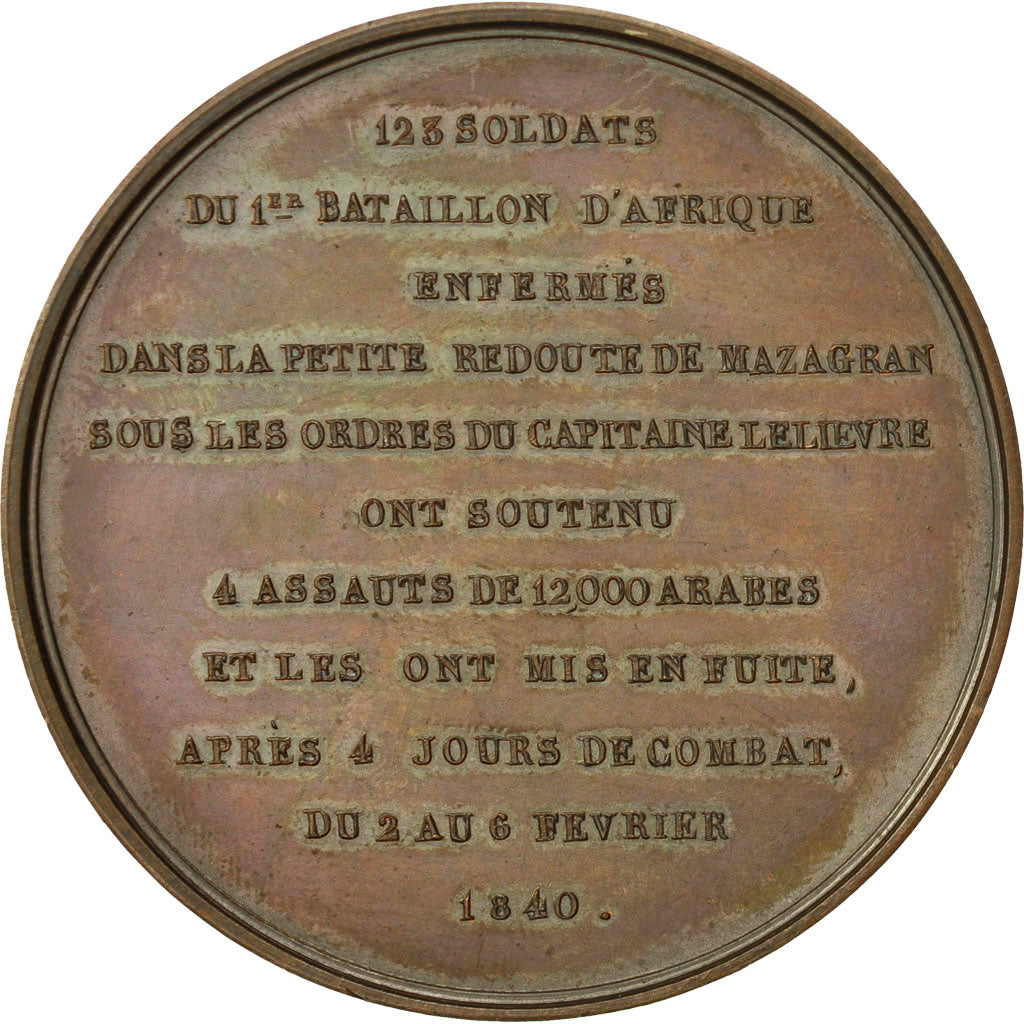 123 SOLDATS
DU 1ER BATAILLON D'AFRIQUE
ENFERMÉS
DANS LA PETITE REDOUTE DE MAZAGRAN
SOUS LES ORDRES DU CAPITAINE LELIEVRE
ONT SOUTENU
4 ASSAUTS DE 12,000 ARABES
ET LES ONT MIS EN FUITE,
APRÈS 4 JOURS DE COMBAT,
DU 2 AU 6 FEVRIER
1840.